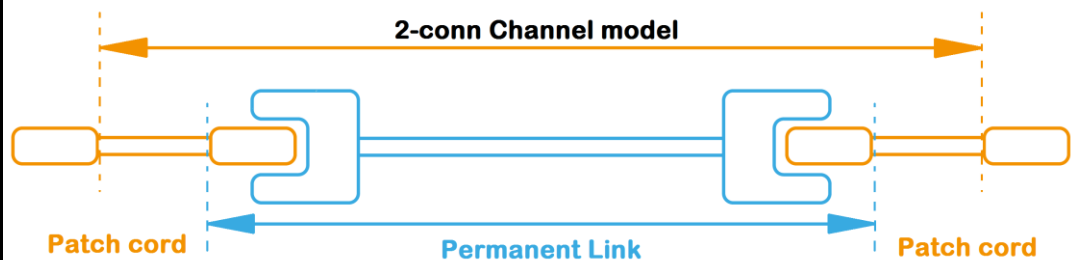 2-conn Channel model
Patch cord
Permanent Link
Patch cord